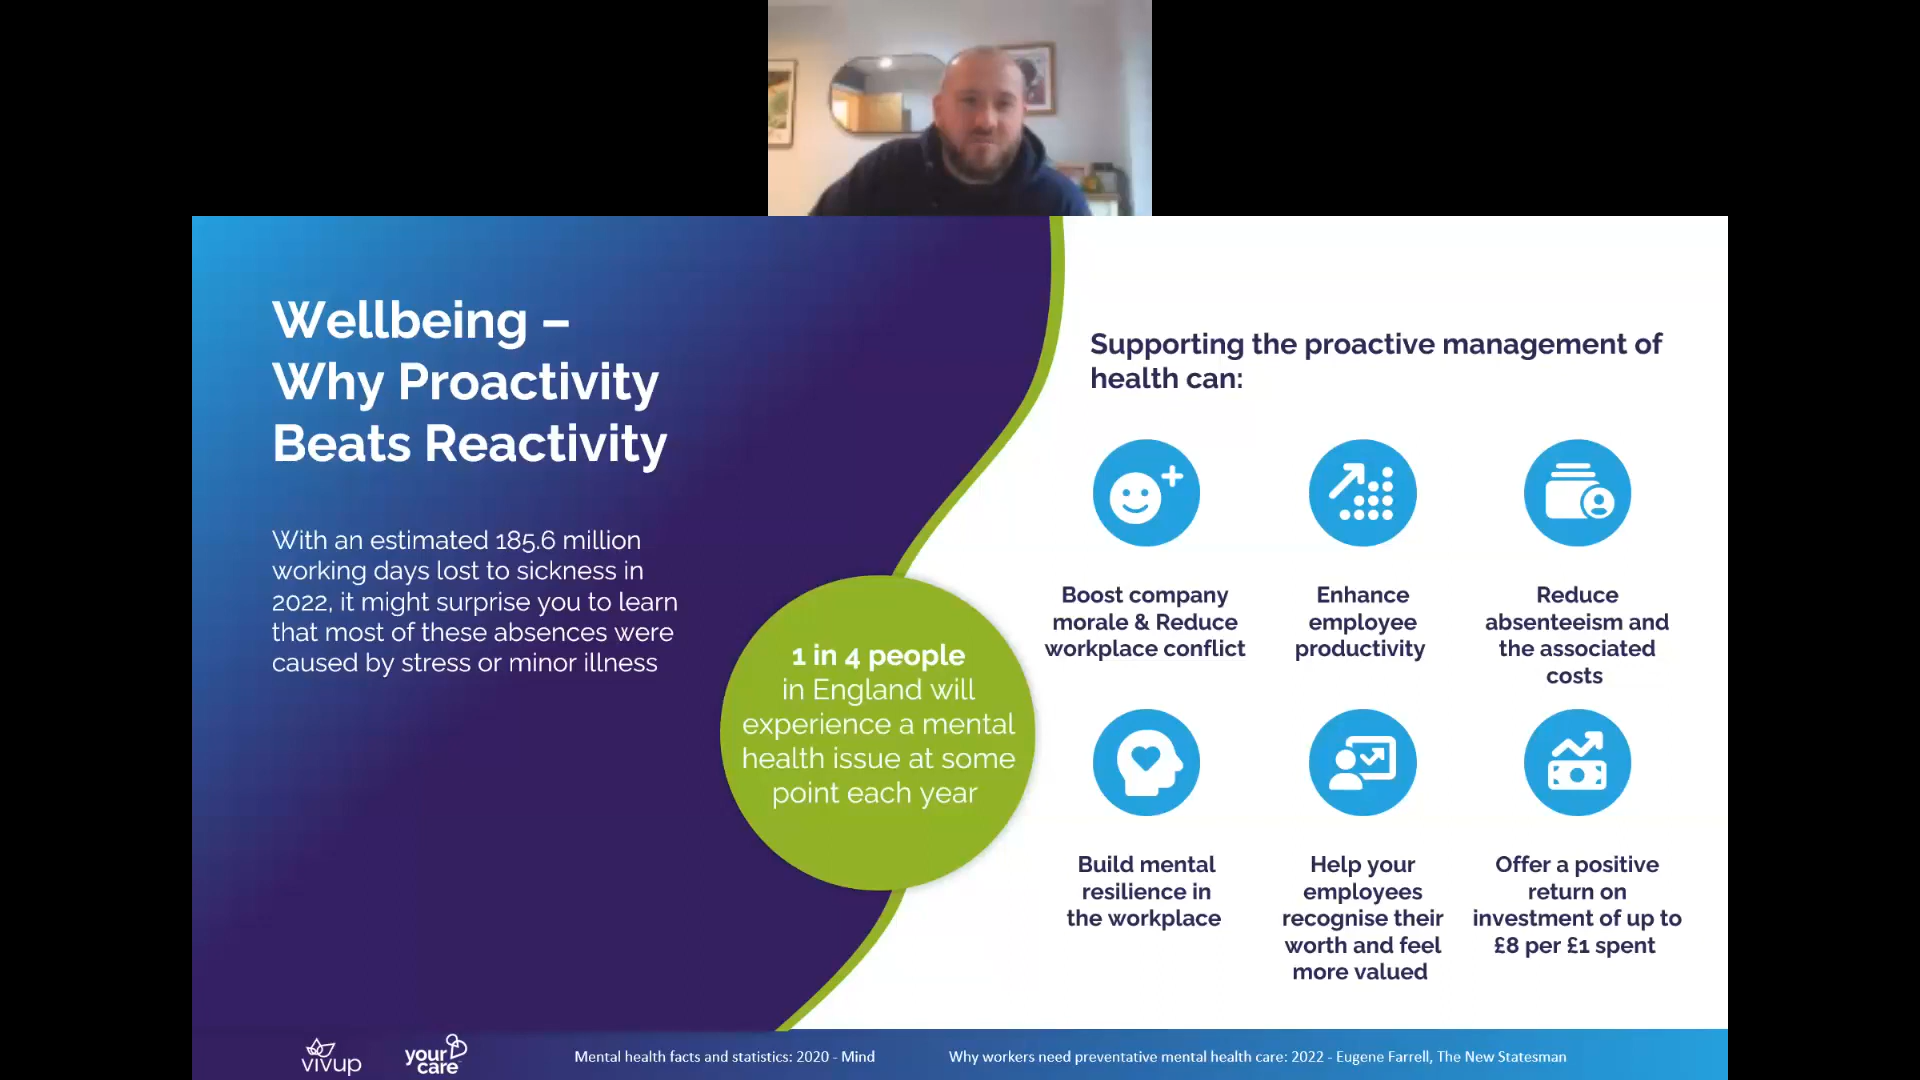 Wellbeing –
Why Proactivity
Beats Reactivity
With an estimated 185.6 million
working days lost to sickness in
2022, it might surprise you to learn
that most of these absences were
caused by stress or minor illness
1 in 4 people
in England will
experience a mental
health issue at some
point each year
Supporting the proactive management of
health can:
Boost company
morale & Reduce
workplace conflict
Enhance
employee
productivity
Reduce
absenteeism and
the associated
costs
Build mental
resilience in
the workplace
Help your
employees
recognise their
worth and feel
more valued
Offer a positive
return on
investment of up to
£8 per £1 spent
vivup
your
care
Mental health facts and statistics: 2020 - Mind
Why workers need preventative mental health care: 2022 - Eugene Farrell, The New Statesman